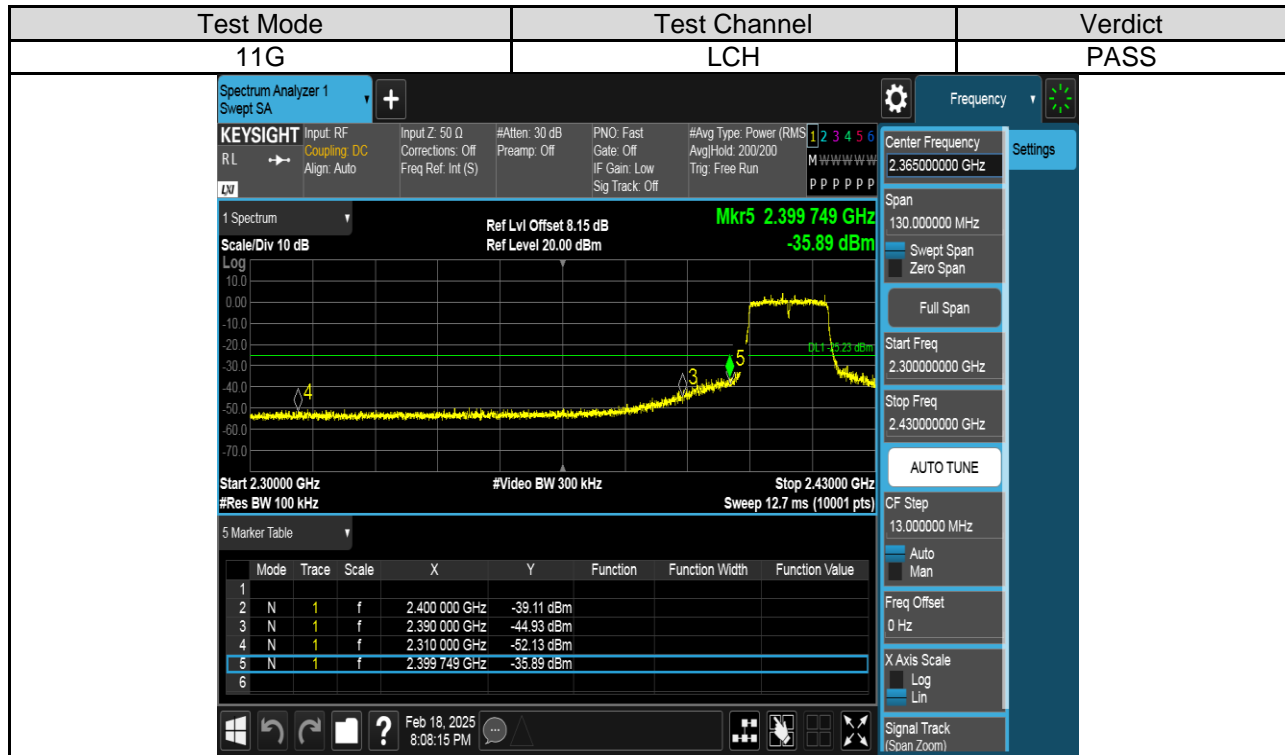 Test Mode Test Channel Verdict
11G LCH PASS
Spectrum Analyzer 1
Swept SA
+
Frequency
KEYSIGHT
RL
LXI
Input: RF
Coupling: DC
Align: Auto
Input Z: 50 Ω
Corrections: Off
Freq Ref: Int (S)
#Atten: 30 dB
Preamp: Off
PNO: Fast
Gate: Off
IF Gain: Low
Sig Track: Off
#Avg Type: Power (RMS
Avg|Hold: 200/200
Trig: Free Run
1 2 3 4 5 6
M W W W W W
P P P P P P
1 Spectrum
Scale/Div 10 dB
Ref Lvl Offset 8.15 dB
Ref Level 20.00 dBm
Mkr5 2.399 749 GHz
-35.89 dBm
Log
10.0
0.00
-10.0
-20.0
-30.0
-40.0
-50.0
-60.0
-70.0
DL1 -25.23 dBm
4
3
5
Start 2.30000 GHz #Video BW 300 kHz Stop 2.43000 GHz
#Res BW 100 kHz Sweep 12.7 ms (10001 pts)
5 Marker Table
Mode Trace Scale X Y Function Function Width Function Value
1
2 N 1 f 2.400 000 GHz -39.11 dBm
3 N 1 f 2.390 000 GHz -44.93 dBm
4 N 1 f 2.310 000 GHz -52.13 dBm
5 N 1 f 2.399 749 GHz -35.89 dBm
6
?
Feb 18, 2025
8:08:15 PM
Center Frequency
2.365000000 GHz
Span
130.000000 MHz
Swept Span
Zero Span
Full Span
Start Freq
2.300000000 GHz
Stop Freq
2.430000000 GHz
AUTO TUNE
CF Step
13.000000 MHz
Auto
Man
Freq Offset
0 Hz
X Axis Scale
Log
Lin
Signal Track
(Span Zoom)
Settings